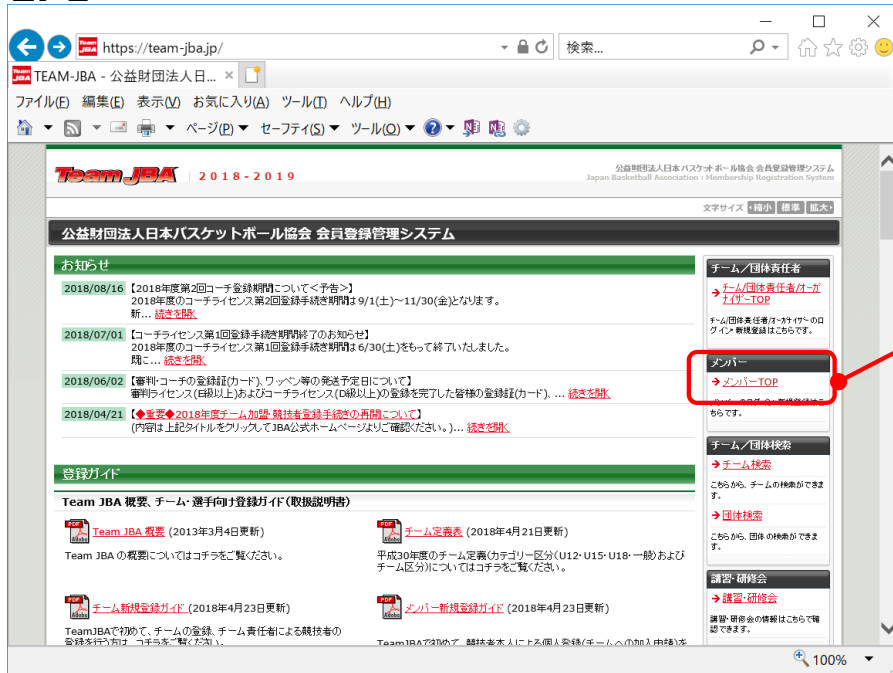 https://team-jba.jp/
検索...
TEAM-JBA - 公益財団法人日...
ファイル(F) 編集(E) 表示(V) お気に入り(A) ツール(T) ヘルプ(H)
ページ(P) セーフティ(S) ツール(O)
Team JBA 2018-2019
公益財団法人日本バスケットボール協会 会員登録管理システム
Japan Basketball Association : Membership Registration System
文字サイズ 縮小 標準 拡大
公益財団法人日本バスケットボール協会 会員登録管理システム
お知らせ
2018/08/16 【2018年度第2回コーチ登録期間について<予告>】
2018年度のコーチライセンス第2回登録手続き期間は9/1(土)~11/30(金)となります。
新... 続きを開く
2018/07/01 【コーチライセンス第1回登録手続き期間終了のお知らせ】
2018年度のコーチライセンス第1回登録手続き期間は6/30(土)をもって終了いたしました。
既に... 続きを開く
2018/06/02 【審判・コーチの登録証(カード)、ワッペン等の発送予定日について】
審判ライセンス(E級以上)およびコーチライセンス(D級以上)の登録を完了した皆様の登録証(カード)、... 続きを開く
2018/04/21 【◆重要◆2018年度チーム加盟・競技者登録手続きの再開について】
(内容は上記タイトルをクリックしてJBA公式ホームページよりご確認ください。)... 続きを開く
登録ガイド
Team JBA 概要、チーム・選手向け登録ガイド(取扱説明書)
Team JBA 概要 (2013年3月4日更新)
Team JBA の概要についてはコチラをご覧ください。
チーム定義表 (2018年4月21日更新)
平成30年度のチーム定義(カテゴリー区分(U12・U15・U18・一般)および
チーム区分)についてはコチラをご覧ください。
チーム新規登録ガイド (2018年4月23日更新)
TeamJBAで初めて、チームの登録、チーム責任者による競技者の
登録を行う方は、コチラをご覧ください。
メンバー新規登録ガイド (2018年4月23日更新)
TeamJBAで初めて、競技者本人による個人登録(チームへの加入申請)を
チーム/団体責任者
チーム/団体責任者/オーガ
ナイザーTOP
チーム/団体責任者/オーガナイザーのロ
グイン・新規登録はこちらです。
メンバー
メンバーTOP
メンバーのログイン・新規登録はこ
ちらです。
チーム/団体検索
チーム検索
こちらから、チームの検索ができま
す。
団体検索
こちらから、団体の検索ができま
す。
講習・研修会
講習・研修会
講習・研修会の情報はこちらで確
認できます。
100%